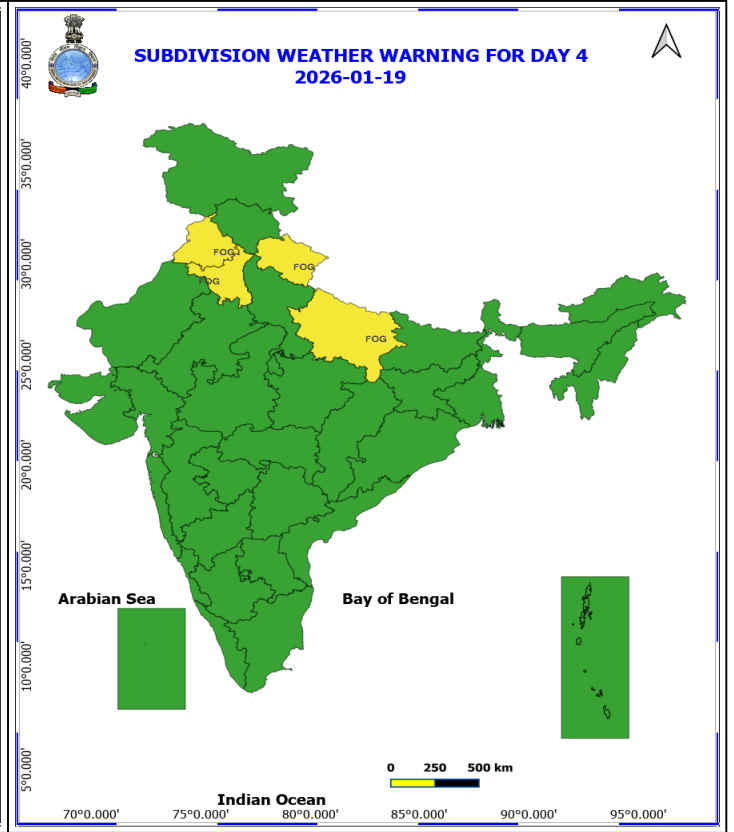 SUBDIVISION WEATHER WARNING FOR DAY 4
2026-01-19
40°0.000'
35°0.000'
30°0.000'
25°0.000'
20°0.000'
15°0.000'
10°0.000'
5°0.000'
FOG
FOG
FOG
FOG
Arabian Sea
Bay of Bengal
0 250 500 km
Indian Ocean
70°0.000' 75°0.000' 80°0.000' 85°0.000' 90°0.000' 95°0.000'